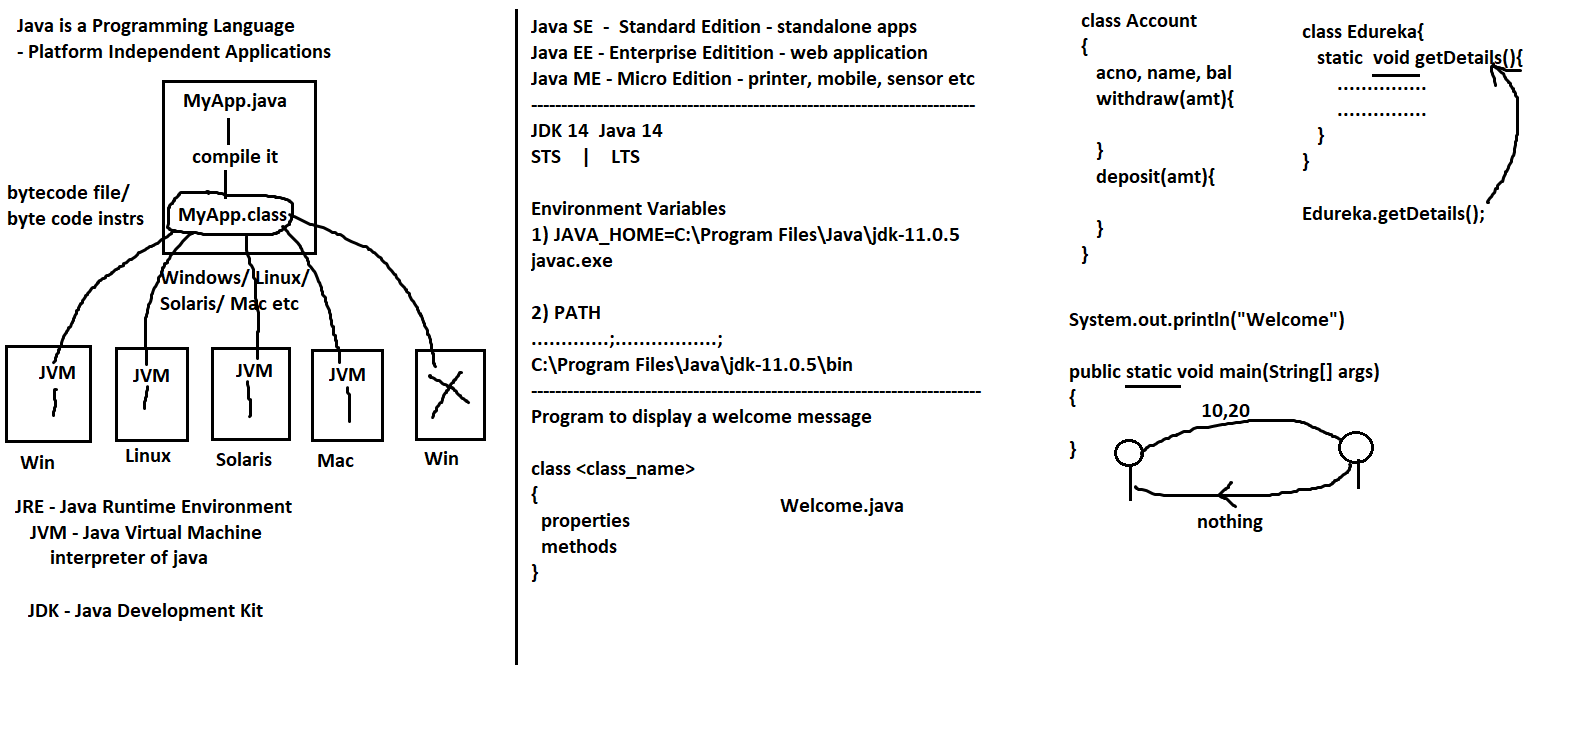 Java is a Programming Language
- Platform Independent Applications
MyApp.java
compile it
bytecode file/
byte code instrs
MyApp.class
Windows/ Linux/
Solaris/ Mac etc
JVM
JVM
JVM
JVM
Win
Linux
Solaris
Mac
Win
JRE - Java Runtime Environment
JVM - Java Virtual Machine
interpreter of java
JDK - Java Development Kit
Java SE - Standard Edition - standalone apps
Java EE - Enterprise Editition - web application
Java ME - Micro Edition - printer, mobile, sensor etc
--------------------------------------------------------------------------
JDK 14 Java 14
STS | LTS
Environment Variables
1) JAVA_HOME=C:\Program Files\Java\jdk-11.0.5
javac.exe
2) PATH
.............;.................;
C:\Program Files\Java\jdk-11.0.5\bin
---------------------------------------------------------------------------
Program to display a welcome message
class <class_name>
{
Welcome.java
properties
methods
}
class Account
{
acno, name, bal
withdraw(amt){
}
deposit(amt){
}
}
class Edureka{
static void getDetails(){
...............
...............
}
}
Edureka.getDetails();
System.out.println("Welcome")
public static void main(String[] args)
{
10,20
}
nothing